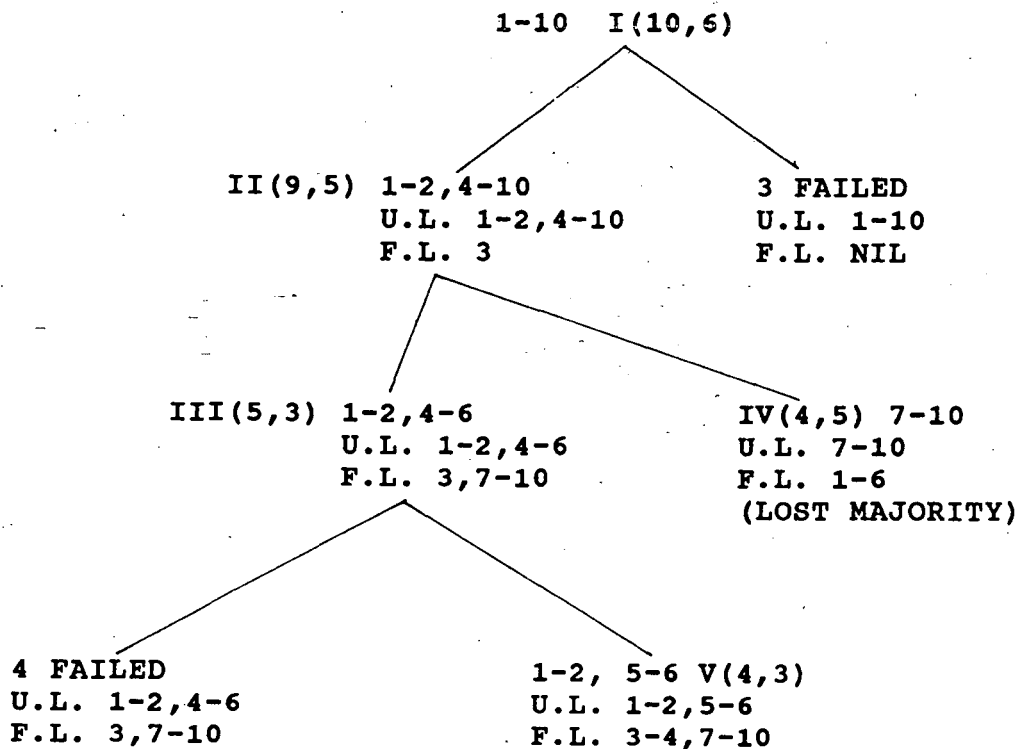 1-10 I(10,6)
II(9,5) 1-2,4-10
U.L. 1-2,4-10
F.L. 3
3 FAILED
U.L. 1-10
F.L. NIL
III(5,3) 1-2,4-6
U.L. 1-2,4-6
F.L. 3,7-10
IV(4,5) 7-10
U.L. 7-10
F.L. 1-6
(LOST MAJORITY)
4 FAILED
U.L. 1-2,4-6
F.L. 3,7-10
1-2, 5-6 V(4,3)
U.L. 1-2,5-6
F.L. 3-4,7-10